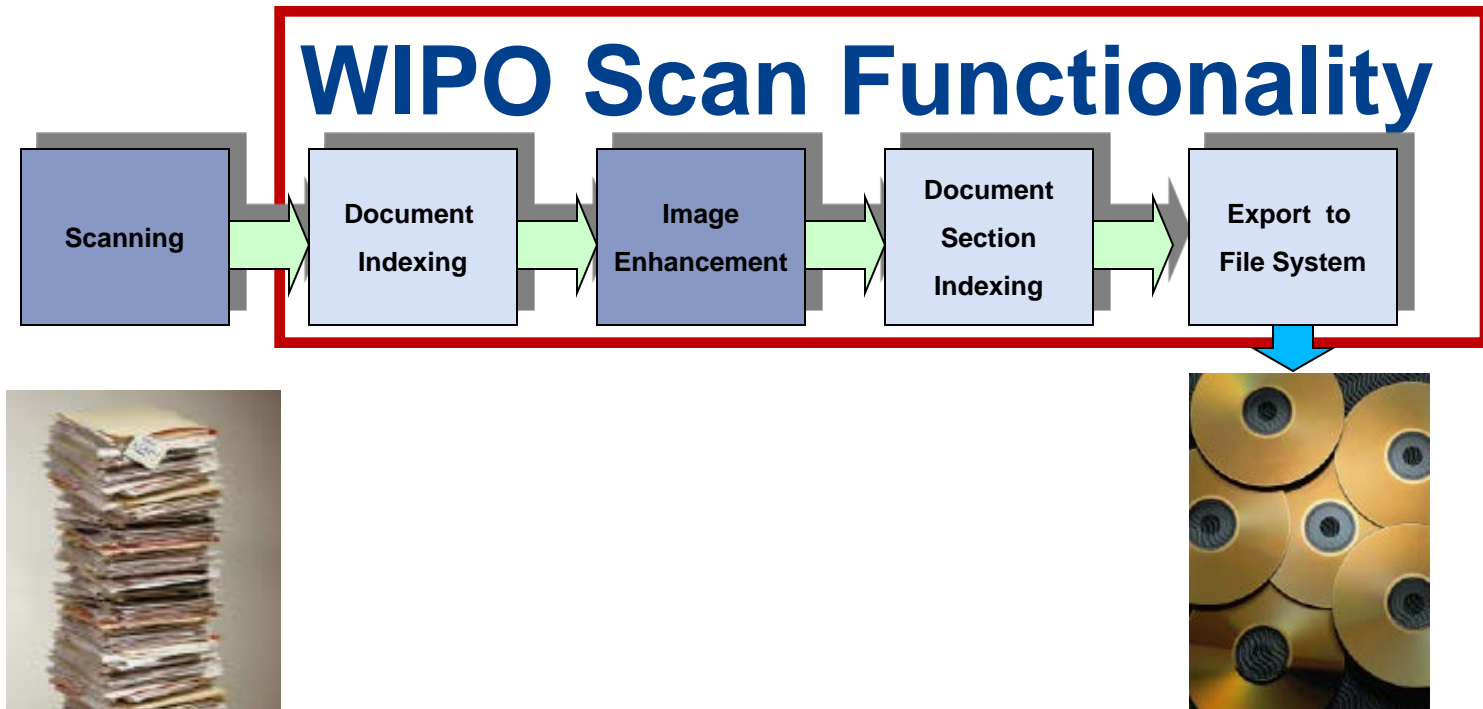 WIPO Scan Functionality
Scanning
Document
Indexing
Image
Enhancement
Document
Section
Indexing
Export to
File System